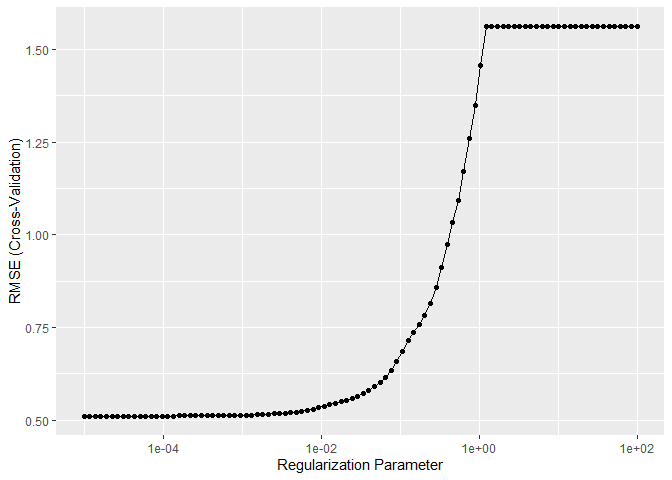 1.50
1.25
1.00
0.75
0.50
RMSE (Cross-Validation)
1e-04
1e-02
1e+00
1e+02
Regularization Parameter